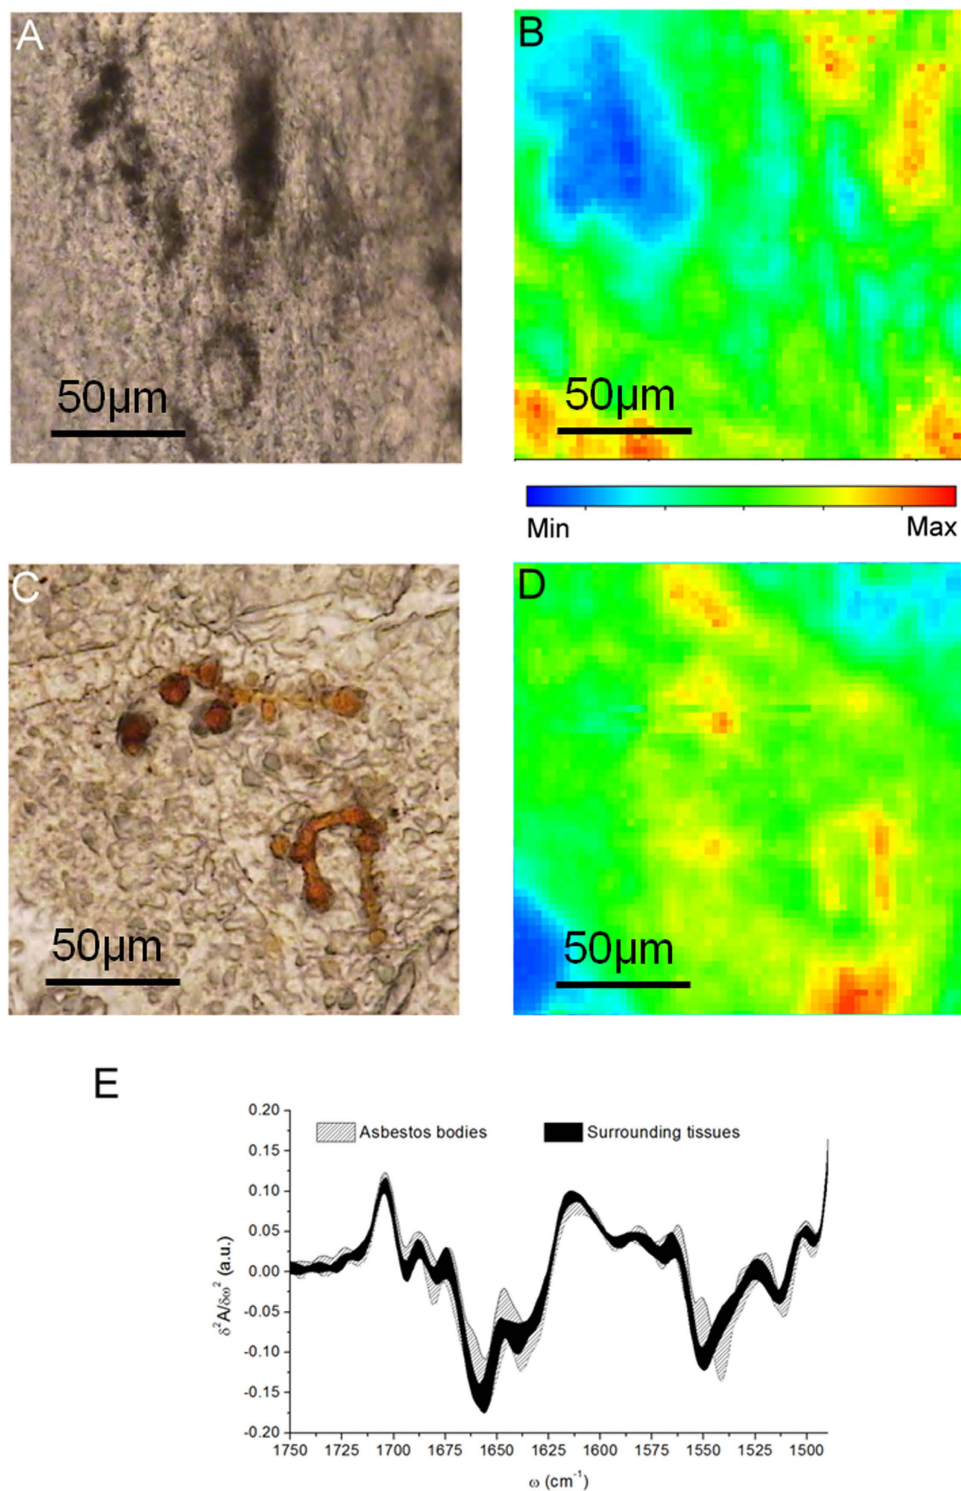 A
50µm
B
50µm
Min
Max
C
50µm
D
50µm
E
Asbestos bodies
Surrounding tissues
δ²A/δω² (a.u.)
0.20
0.15
0.10
0.05
0.00
-0.05
-0.10
-0.15
-0.20
1750 1725 1700 1675 1650 1625 1600 1575 1550 1525 1500
ω (cm⁻¹)